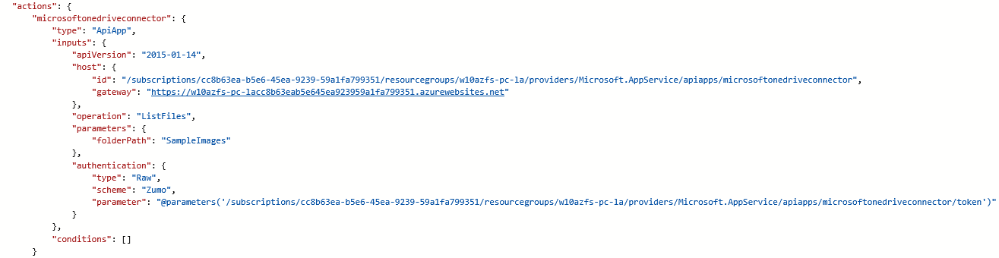 "actions": {
"microsoftonedriveconnector": {
"type": "ApiApp",
"inputs": {
"apiVersion": "2015-01-14",
"host": {
"id": "/subscriptions/cc8b63ea-b5e6-45ea-9239-59a1fa799351/resourcegroups/w10azfs-pc-la/providers/Microsoft.AppService/apiapps/microsoftonedriveconnector",
"gateway": "https://w10azfs-pc-lacc8b63eab5e645ea923959a1fa799351.azurewebsites.net"
},
"operation": "ListFiles",
"parameters": {
"folderPath": "SampleImages"
},
"authentication": {
"type": "Raw",
"scheme": "Zumo",
"parameter": "@parameters('/subscriptions/cc8b63ea-b5e6-45ea-9239-59a1fa799351/resourcegroups/w10azfs-pc-la/providers/Microsoft.AppService/apiapps/microsoftonedriveconnector/token')"
}
},
"conditions": []
}